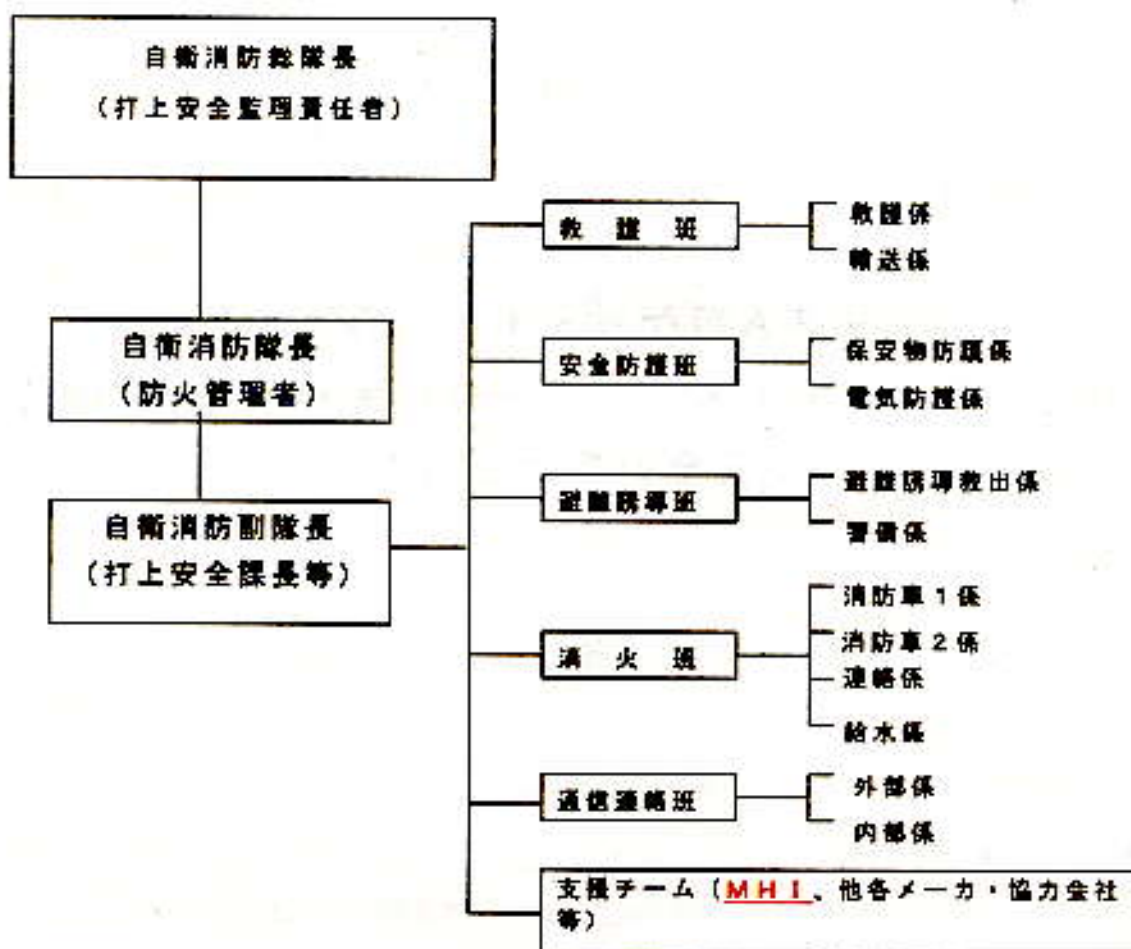 自衛消防総隊長
(打上安全監理責任者)
自衛消防隊長
(防火管理者)
自衛消防副隊長
(打上安全課長等)
救護班
救護係
輸送係
安全防護班
保安物防護係
電気防護係
避難誘導班
避難誘導救出係
警備係
消火班
消防車1係
消防車2係
連絡係
給水係
通信連絡班
外部係
内部係
支援チーム(MHI、他各メーカ・協力会社
等)